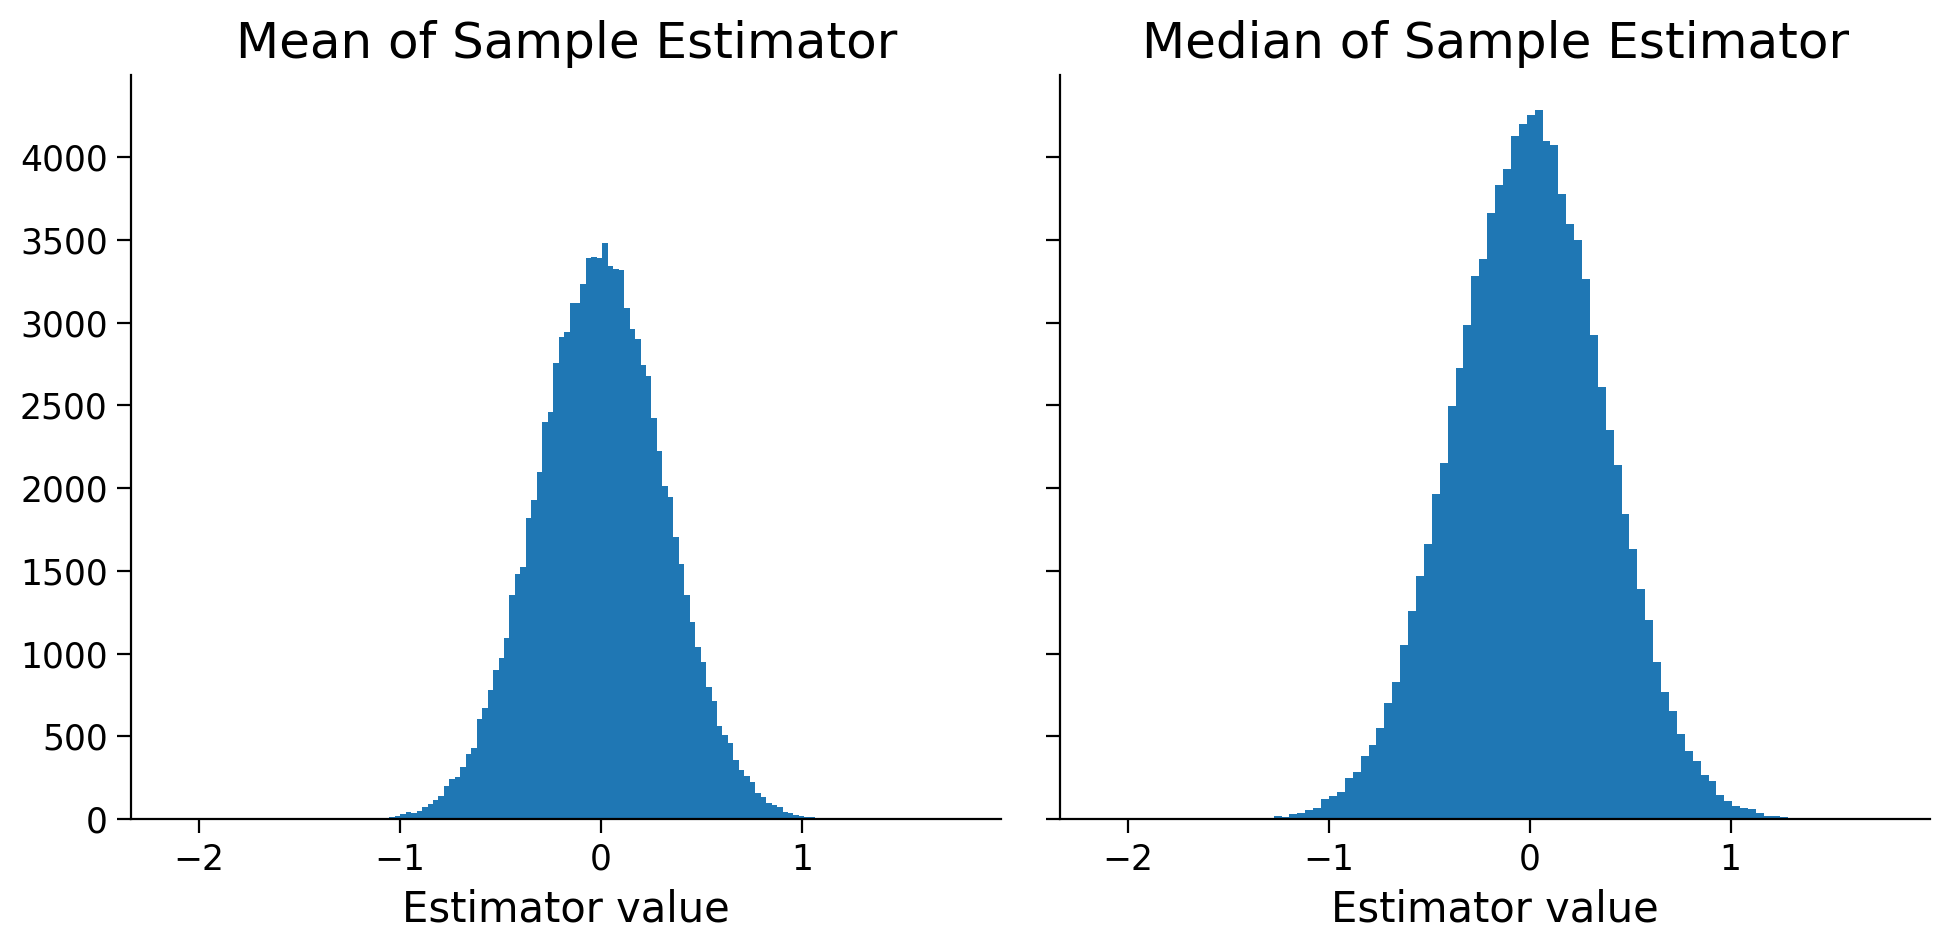 Mean of Sample Estimator
4000
3500
3000
2500
2000
1500
1000
500
0
−2 −1 0 1
Estimator value
Median of Sample Estimator
−2 −1 0 1
Estimator value